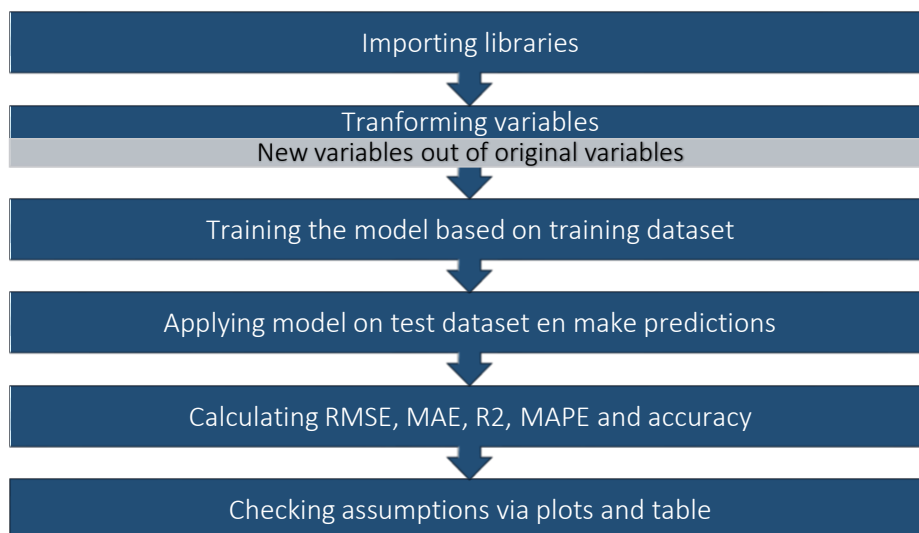 Importing libraries
Tranforming variables
New variables out of original variables
Training the model based on training dataset
Applying model on test dataset en make predictions
Calculating RMSE, MAE, R2, MAPE and accuracy
Checking assumptions via plots and table